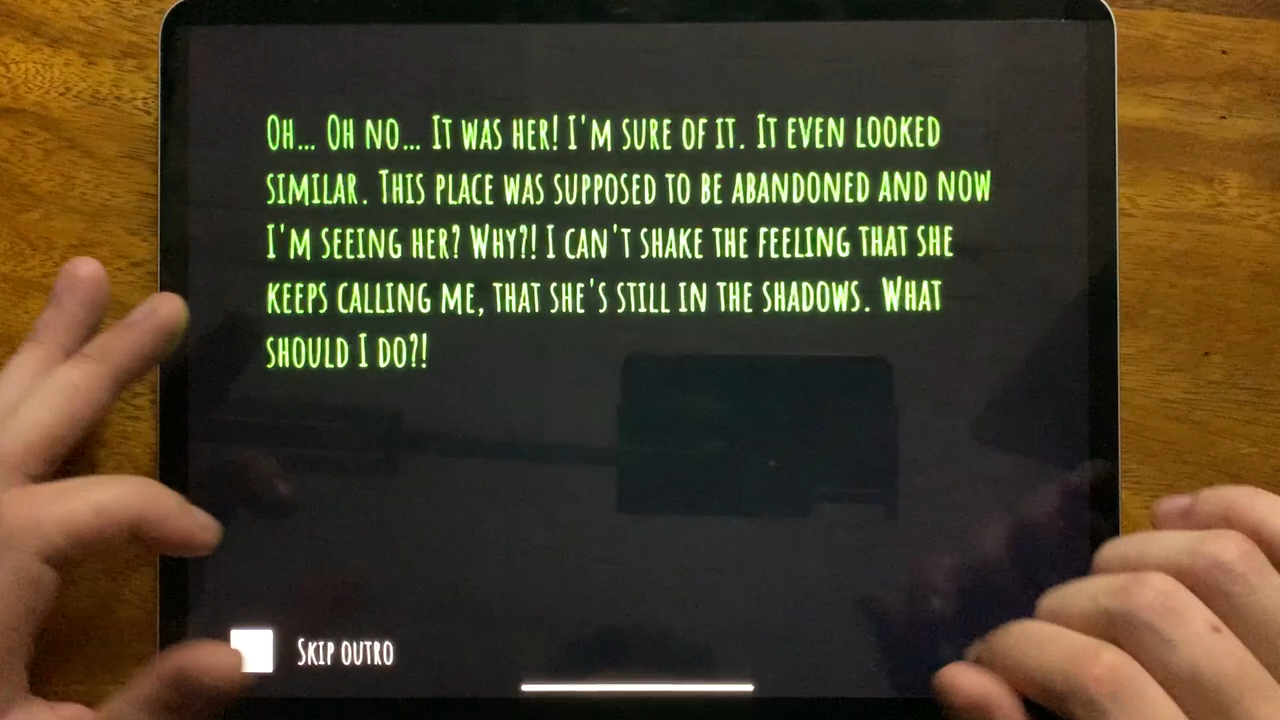 Oh... Oh no... It was her! I'm sure of it. It even looked
similar. This place was supposed to be abandoned and now
I'm seeing her? Why?! I can't shake the feeling that she
keeps calling me, that she's still in the shadows. What
should I do?!
Skip outro